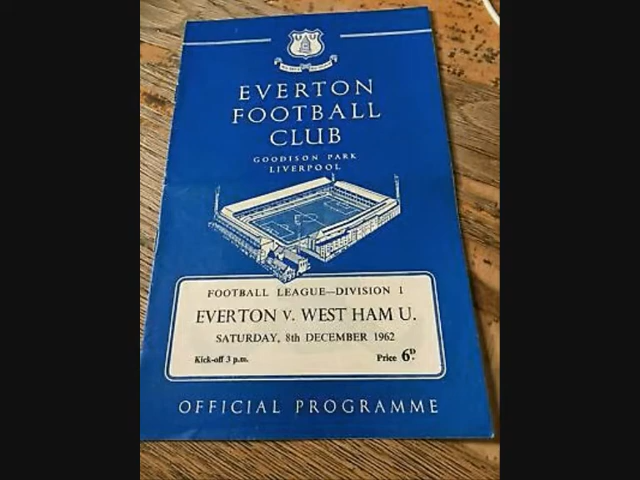 EVERTON
FOOTBALL
CLUB
GOODISON PARK
LIVERPOOL
FOOTBALL LEAGUE—DIVISION 1
EVERTON V. WEST HAM U.
SATURDAY, 8th DECEMBER 1962
Kick-off 3 p.m. Price 6D.
OFFICIAL PROGRAMME